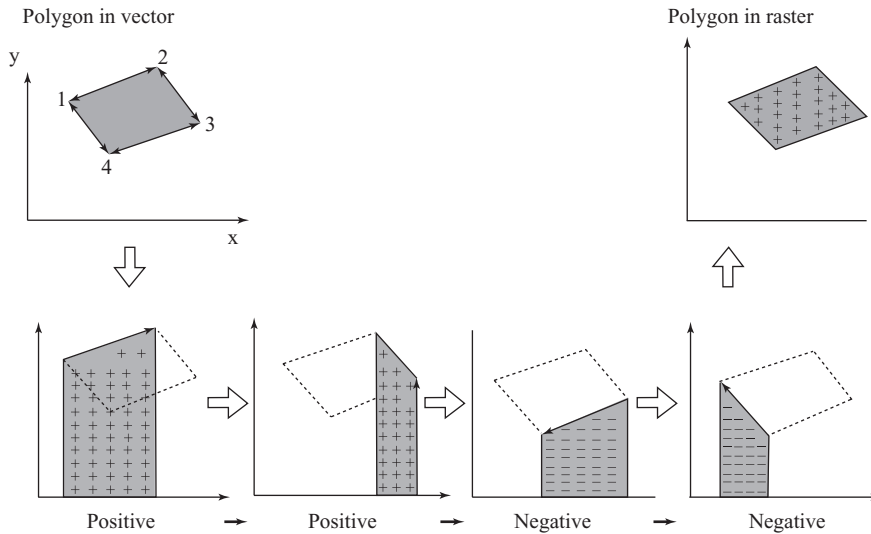 Polygon in vector
Polygon in raster
y
2
1
3
4
x
Positive
Positive
Negative
Negative